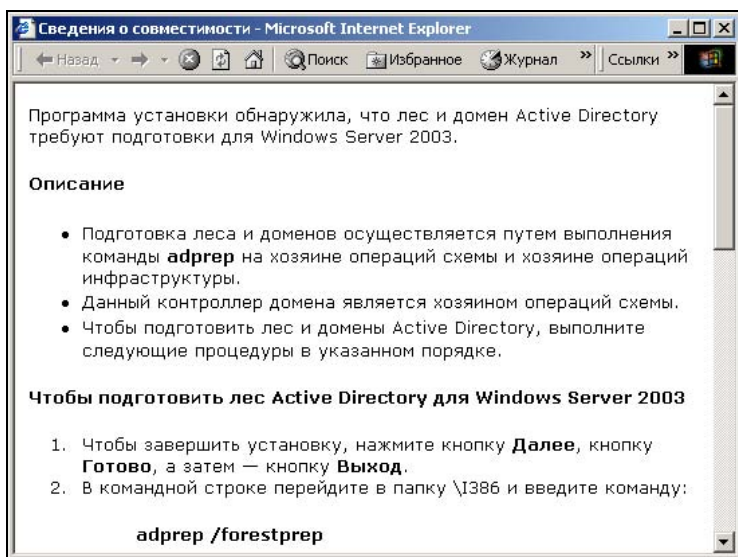 Сведения о совместимости - Microsoft Internet Explorer
Назад Поиск Избранное Журнал » Ссылки »
Программа установки обнаружила, что лес и домен Active Directory
требуют подготовки для Windows Server 2003.
Описание
• Подготовка леса и доменов осуществляется путем выполнения
команды adprep на хозяине операций схемы и хозяине операций
инфраструктуры.
• Данный контроллер домена является хозяином операций схемы.
• Чтобы подготовить лес и домены Active Directory, выполните
следующие процедуры в указанном порядке.
Чтобы подготовить лес Active Directory для Windows Server 2003
1. Чтобы завершить установку, нажмите кнопку Далее, кнопку
Готово, а затем — кнопку Выход.
2. В командной строке перейдите в папку \I386 и введите команду:
adprep /forestprep